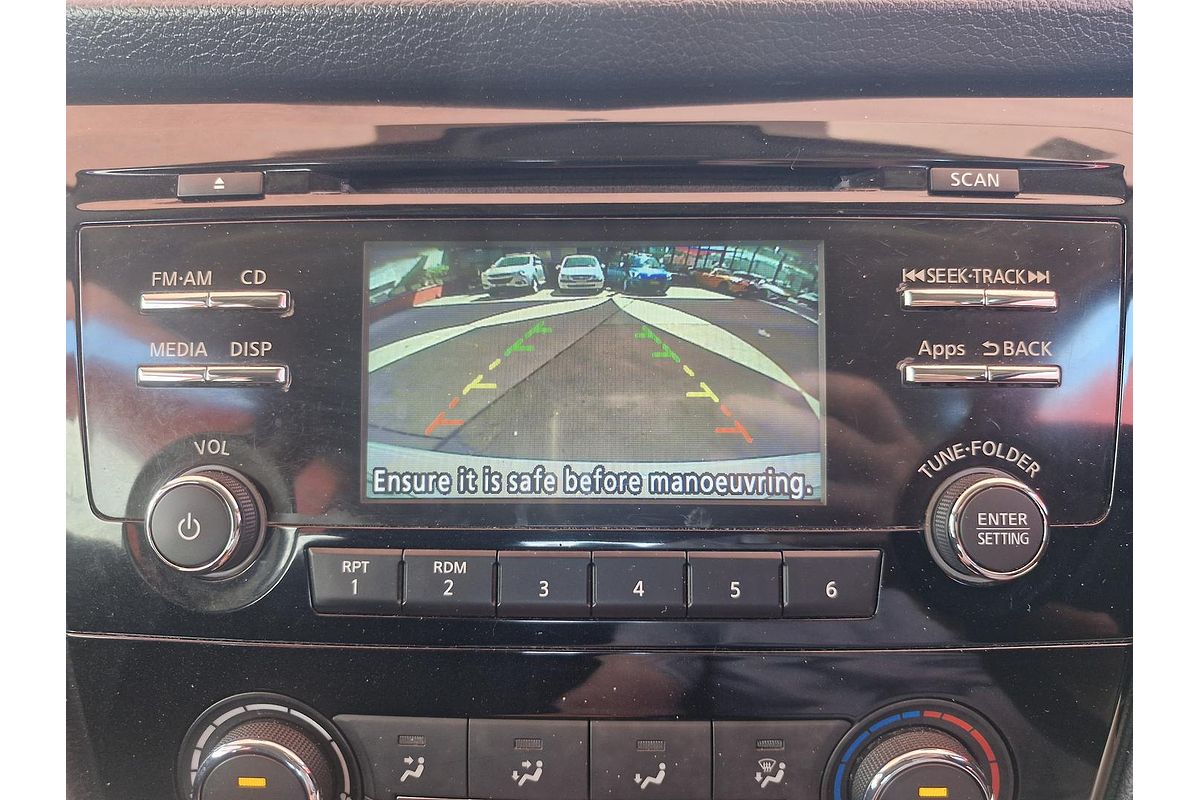 SCAN
FM·AM CD
SEEK·TRACK
MEDIA DISP
Apps BACK
VOL
TUNE·FOLDER
Ensure it is safe before manoeuvring.
ENTER
SETTING
RPT
1
RDM
2
3
4
5
6